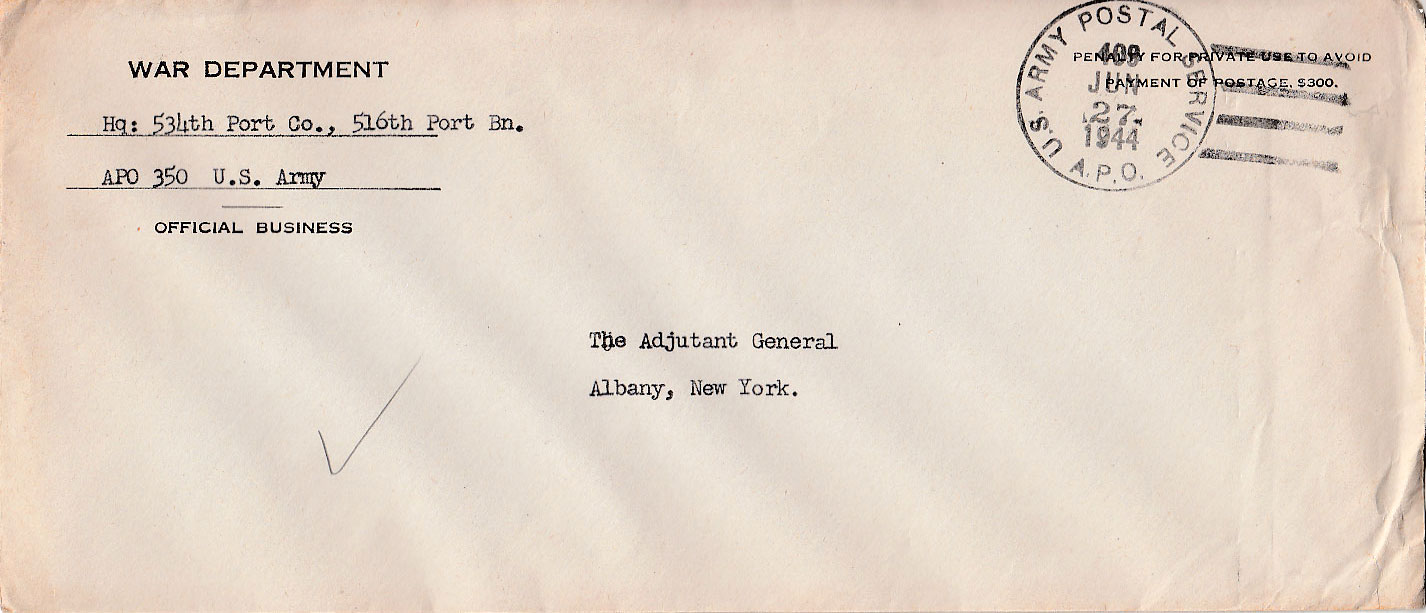 WAR DEPARTMENT
Hq: 534th Port Co., 516th Port Bn.
APO 350 U.S. Army
OFFICIAL BUSINESS
PENALTY FOR PRIVATE USE TO AVOID
PAYMENT OF POSTAGE, $300.
U.S. ARMY POSTAL SERVICE
JUN
27
1944
A.P.O.
The Adjutant General
Albany, New York.